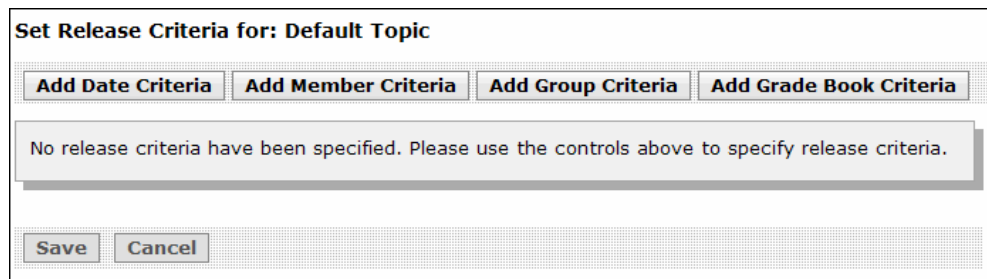 Set Release Criteria for: Default Topic
Add Date Criteria Add Member Criteria Add Group Criteria Add Grade Book Criteria
No release criteria have been specified. Please use the controls above to specify release criteria.
Save Cancel